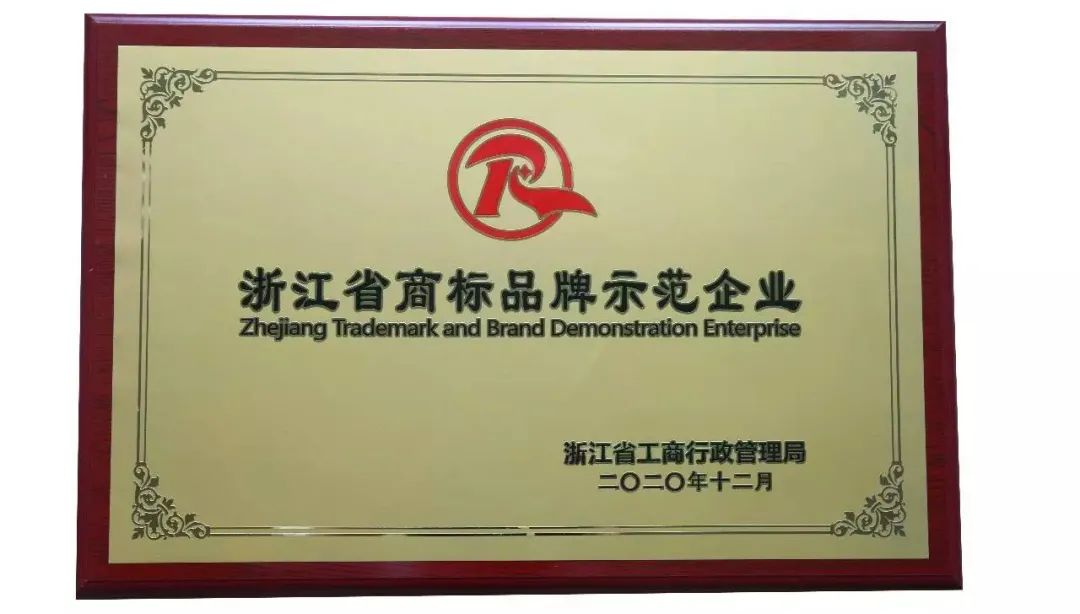 浙江省商标品牌示范企业
Zhejiang Trademark and Brand Demonstration Enterprise
浙江省工商行政管理局
二〇二〇年十二月